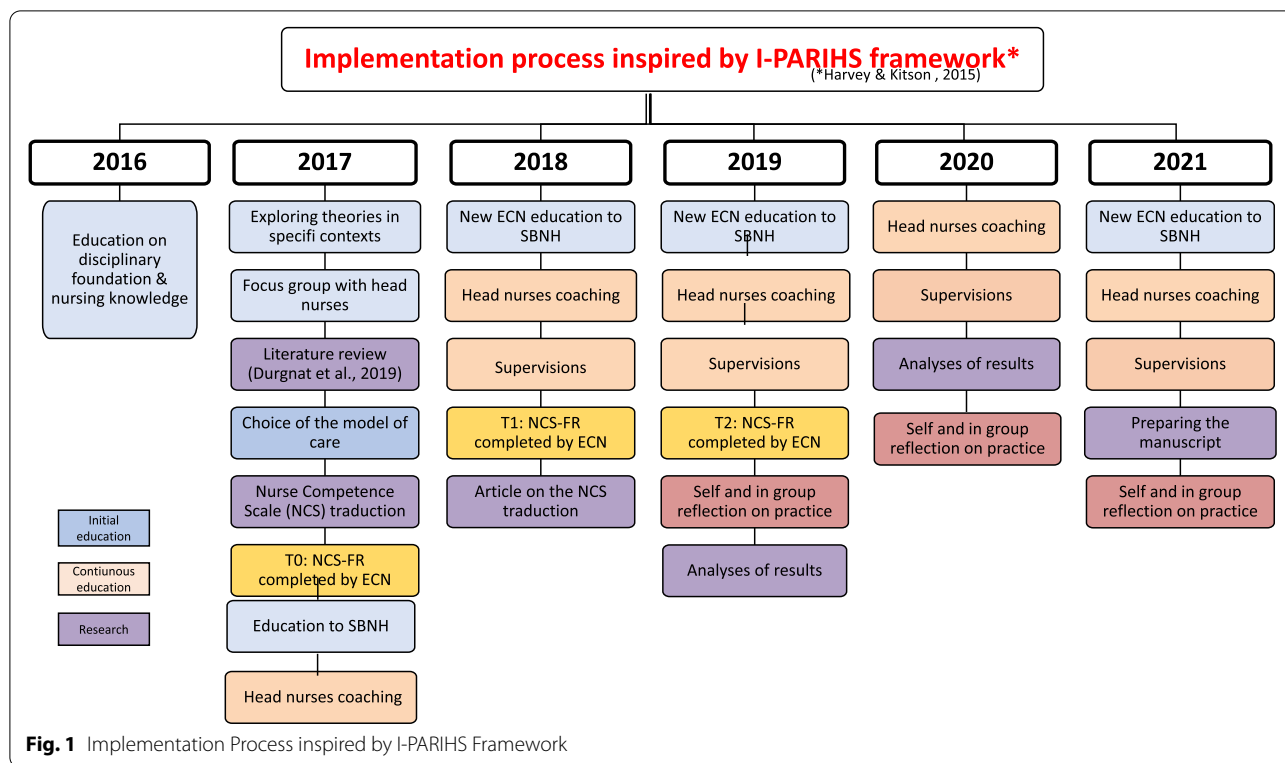 Implementation process inspired by I-PARIHS framework*
(*Harvey & Kitson , 2015)
2016
Education on
disciplinary
foundation &
nursing knowledge
2017
Exploring theories in
specifi contexts
Focus group with head
nurses
Literature review
(Durgnat et al., 2019)
Choice of the model of
care
Nurse Competence
Scale (NCS) traduction
T0: NCS-FR
completed by ECN
Education to SBNH
Head nurses coaching
2018
New ECN education to
SBNH
Head nurses coaching
Supervisions
T1: NCS-FR
completed by ECN
Article on the NCS
traduction
2019
New ECN education to
SBNH
Head nurses coaching
Supervisions
T2: NCS-FR
completed by ECN
Self and in group
reflection on practice
Analyses of results
2020
Head nurses coaching
Supervisions
Analyses of results
Self and in group
reflection on practice
2021
New ECN education to
SBNH
Head nurses coaching
Supervisions
Preparing the
manuscript
Self and in group
reflection on practice
Initial
education
Contiunous
education
Research
Fig. 1 Implementation Process inspired by I-PARIHS Framework